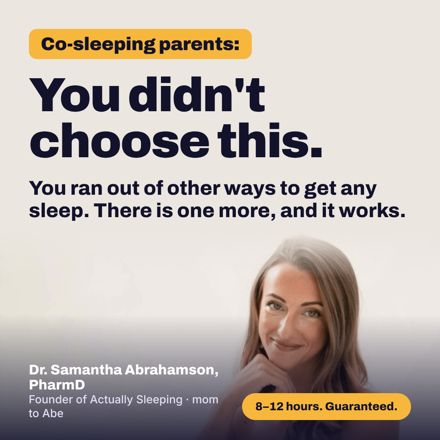 Co-sleeping parents:
You didn't
choose this.
You ran out of other ways to get any
sleep. There is one more, and it works.
Dr. Samantha Abrahamson,
PharmD
Founder of Actually Sleeping · mom
to Abe
8–12 hours. Guaranteed.